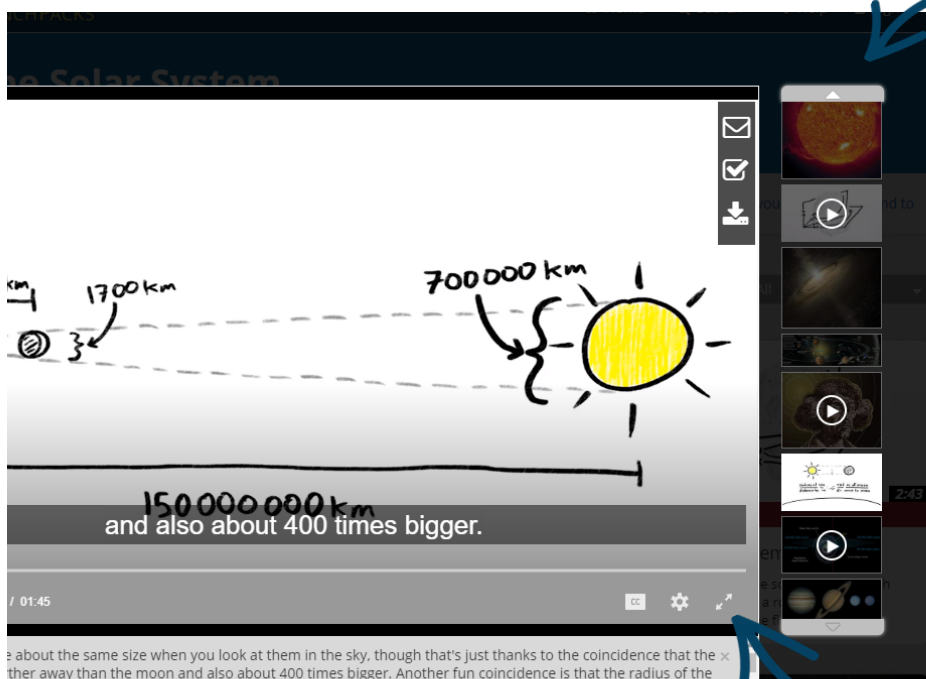 he Solar System
km
1700 km
700000 km
All
150000000 km
and also about 400 times bigger.
2:43
/ 01:45
CC
e about the same size when you look at them in the sky, though that's just thanks to the coincidence that the
ther away than the moon and also about 400 times bigger. Another fun coincidence is that the radius of the